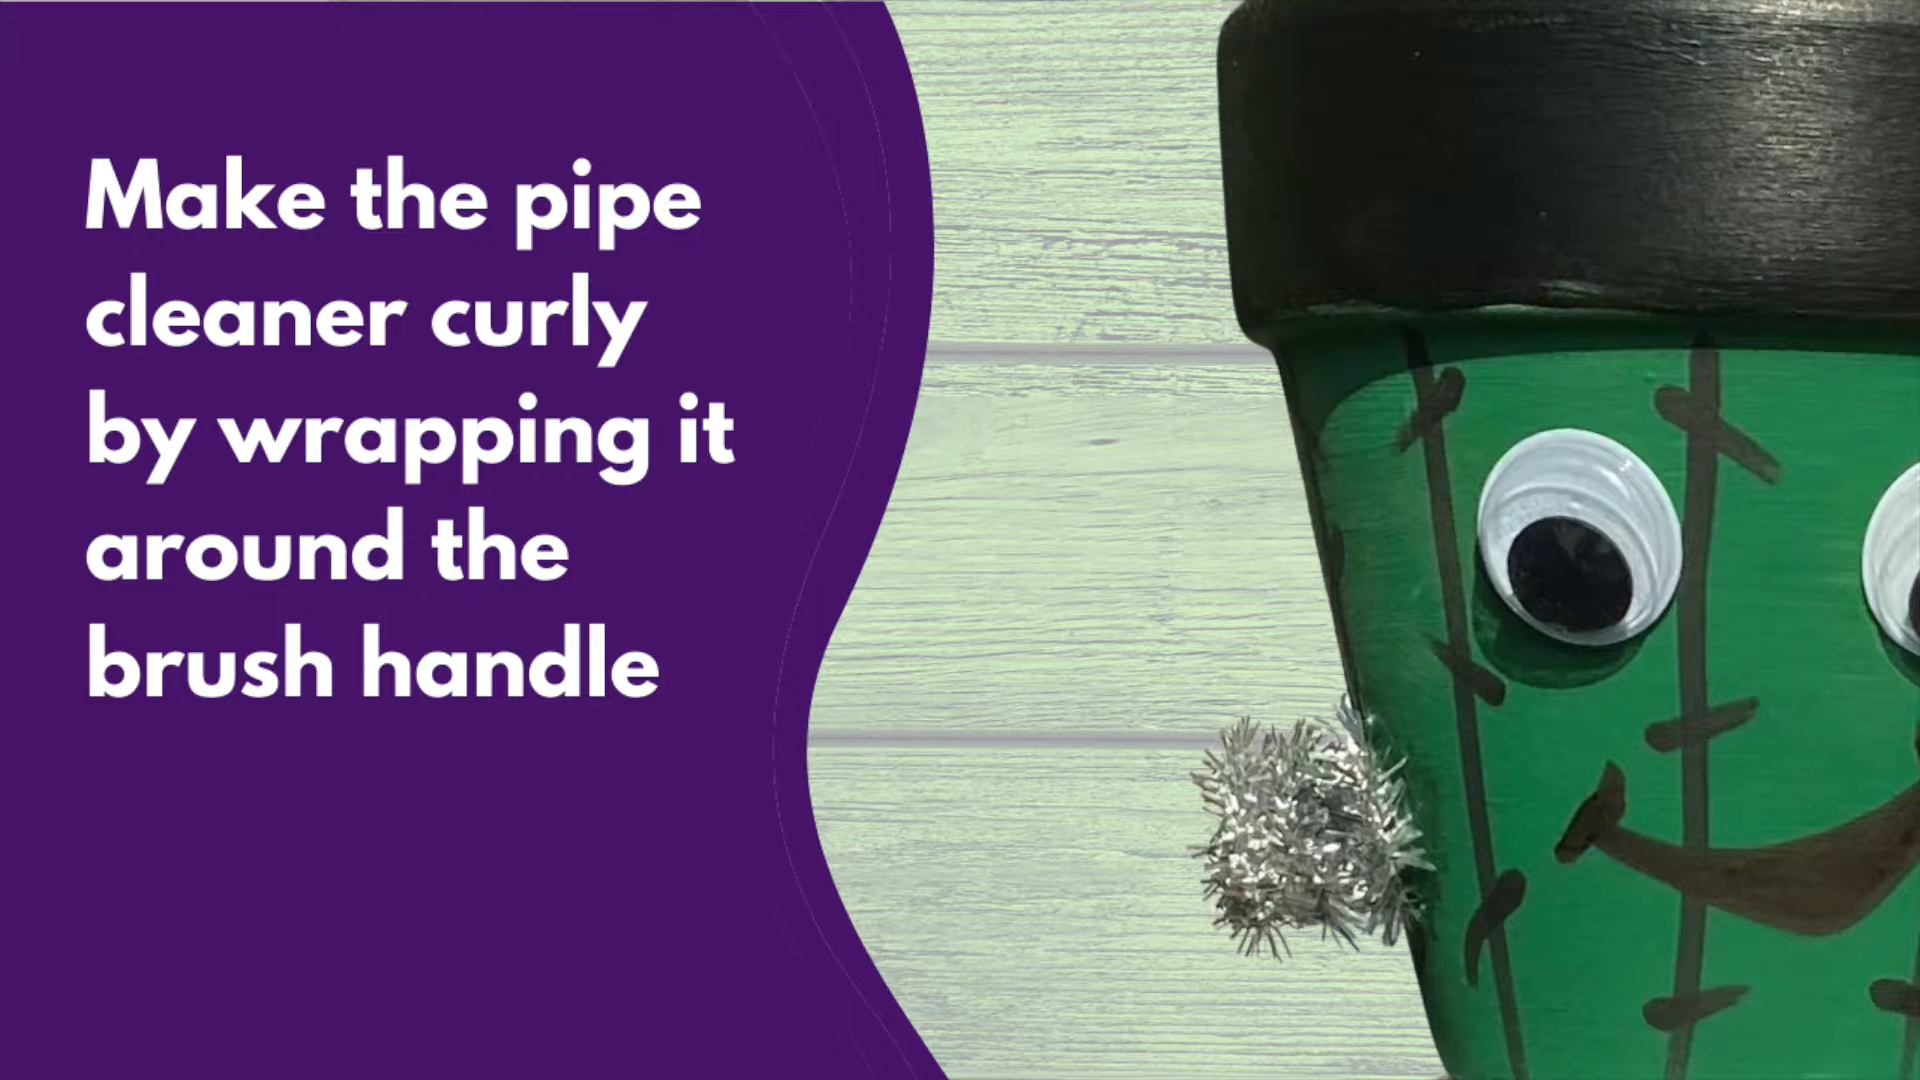 Make the pipe
cleaner curly
by wrapping it
around the
brush handle